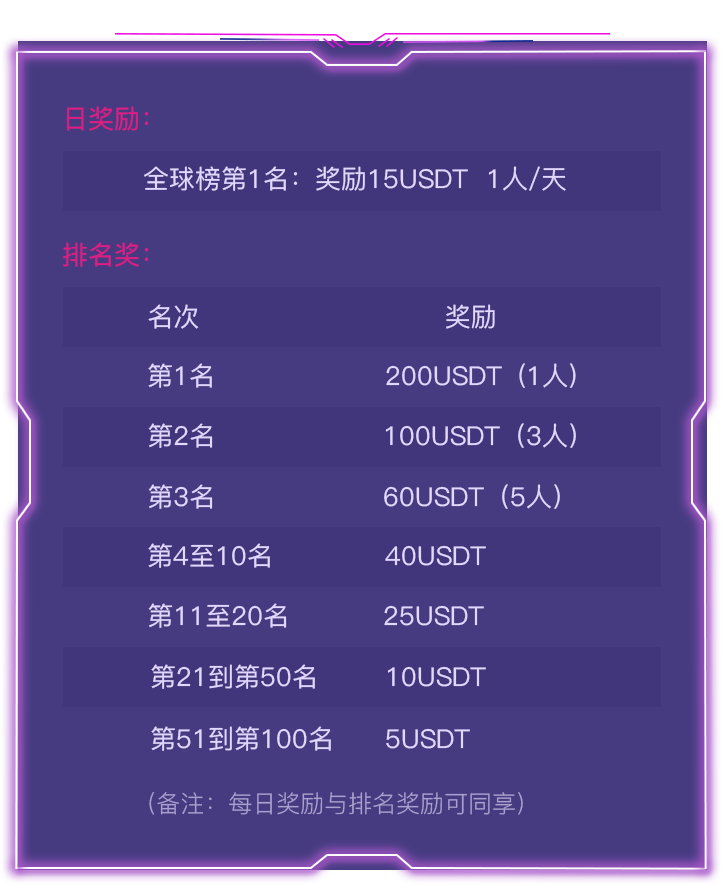 日奖励：
全球榜第1名：奖励15USDT 1人/天
排名奖：
名次 奖励
第1名 200USDT（1人）
第2名 100USDT（3人）
第3名 60USDT（5人）
第4至10名 40USDT
第11至20名 25USDT
第21到第50名 10USDT
第51到第100名 5USDT
（备注：每日奖励与排名奖励可同享）